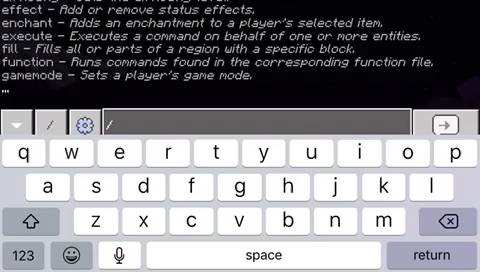 effect - Add or remove status effects.
enchant - Adds an enchantment to a player's selected item.
execute - Executes a command on behalf of one or more entities.
fill - Fills all or parts of a region with a specific block.
function - Runs commands found in the corresponding function file.
gamemode - Sets a player's game mode.
...
/ /
q w e r t y u i o p
a s d f g h j k l
z x c v b n m
123 space return